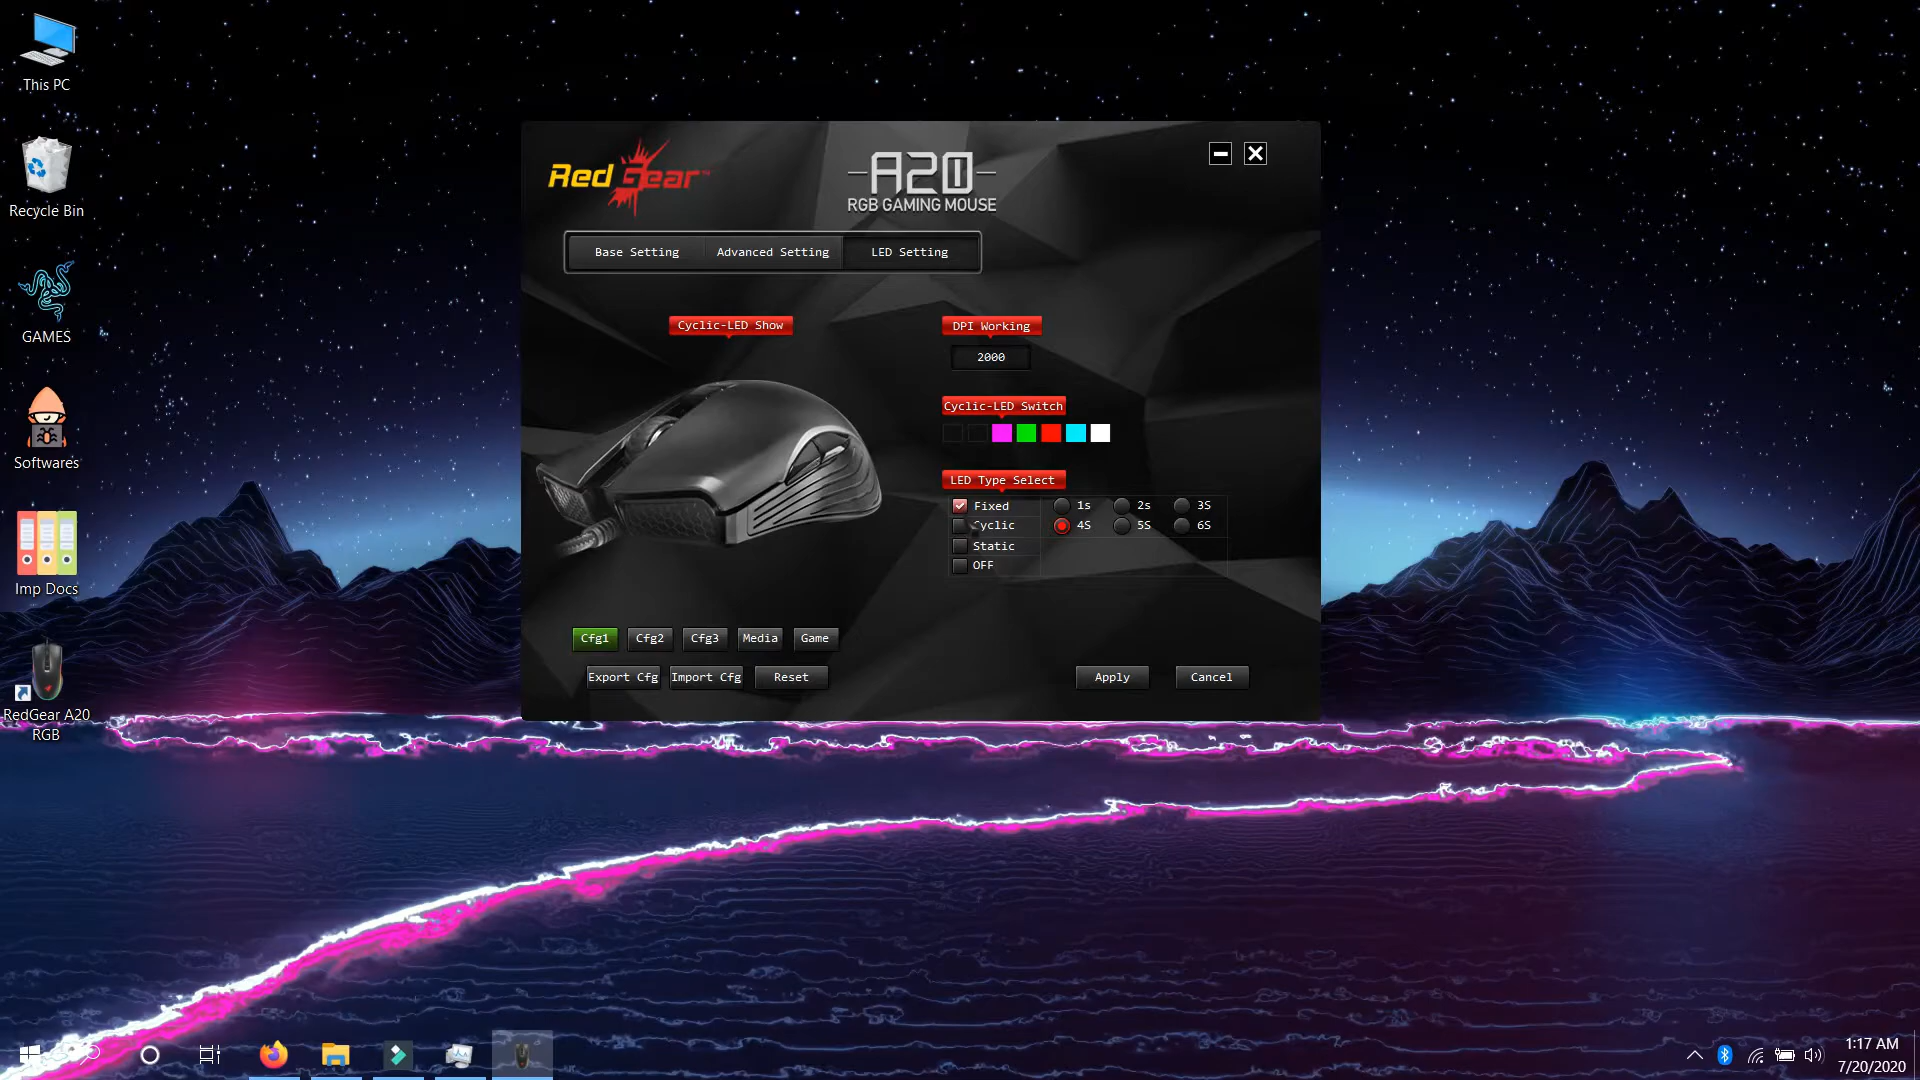 This PC
Recycle Bin
GAMES
Softwares
Imp Docs
RedGear A20
RGB
Red Gear™
A20
RGB GAMING MOUSE
Base Setting
Advanced Setting
LED Setting
Cyclic-LED Show
DPI Working
2000
Cyclic-LED Switch
LED Type Select
Fixed
1s
2s
3S
Cyclic
4S
5S
6S
Static
OFF
Cfg1
Cfg2
Cfg3
Media
Game
Export Cfg
Import Cfg
Reset
Apply
Cancel
1:17 AM
7/20/2020